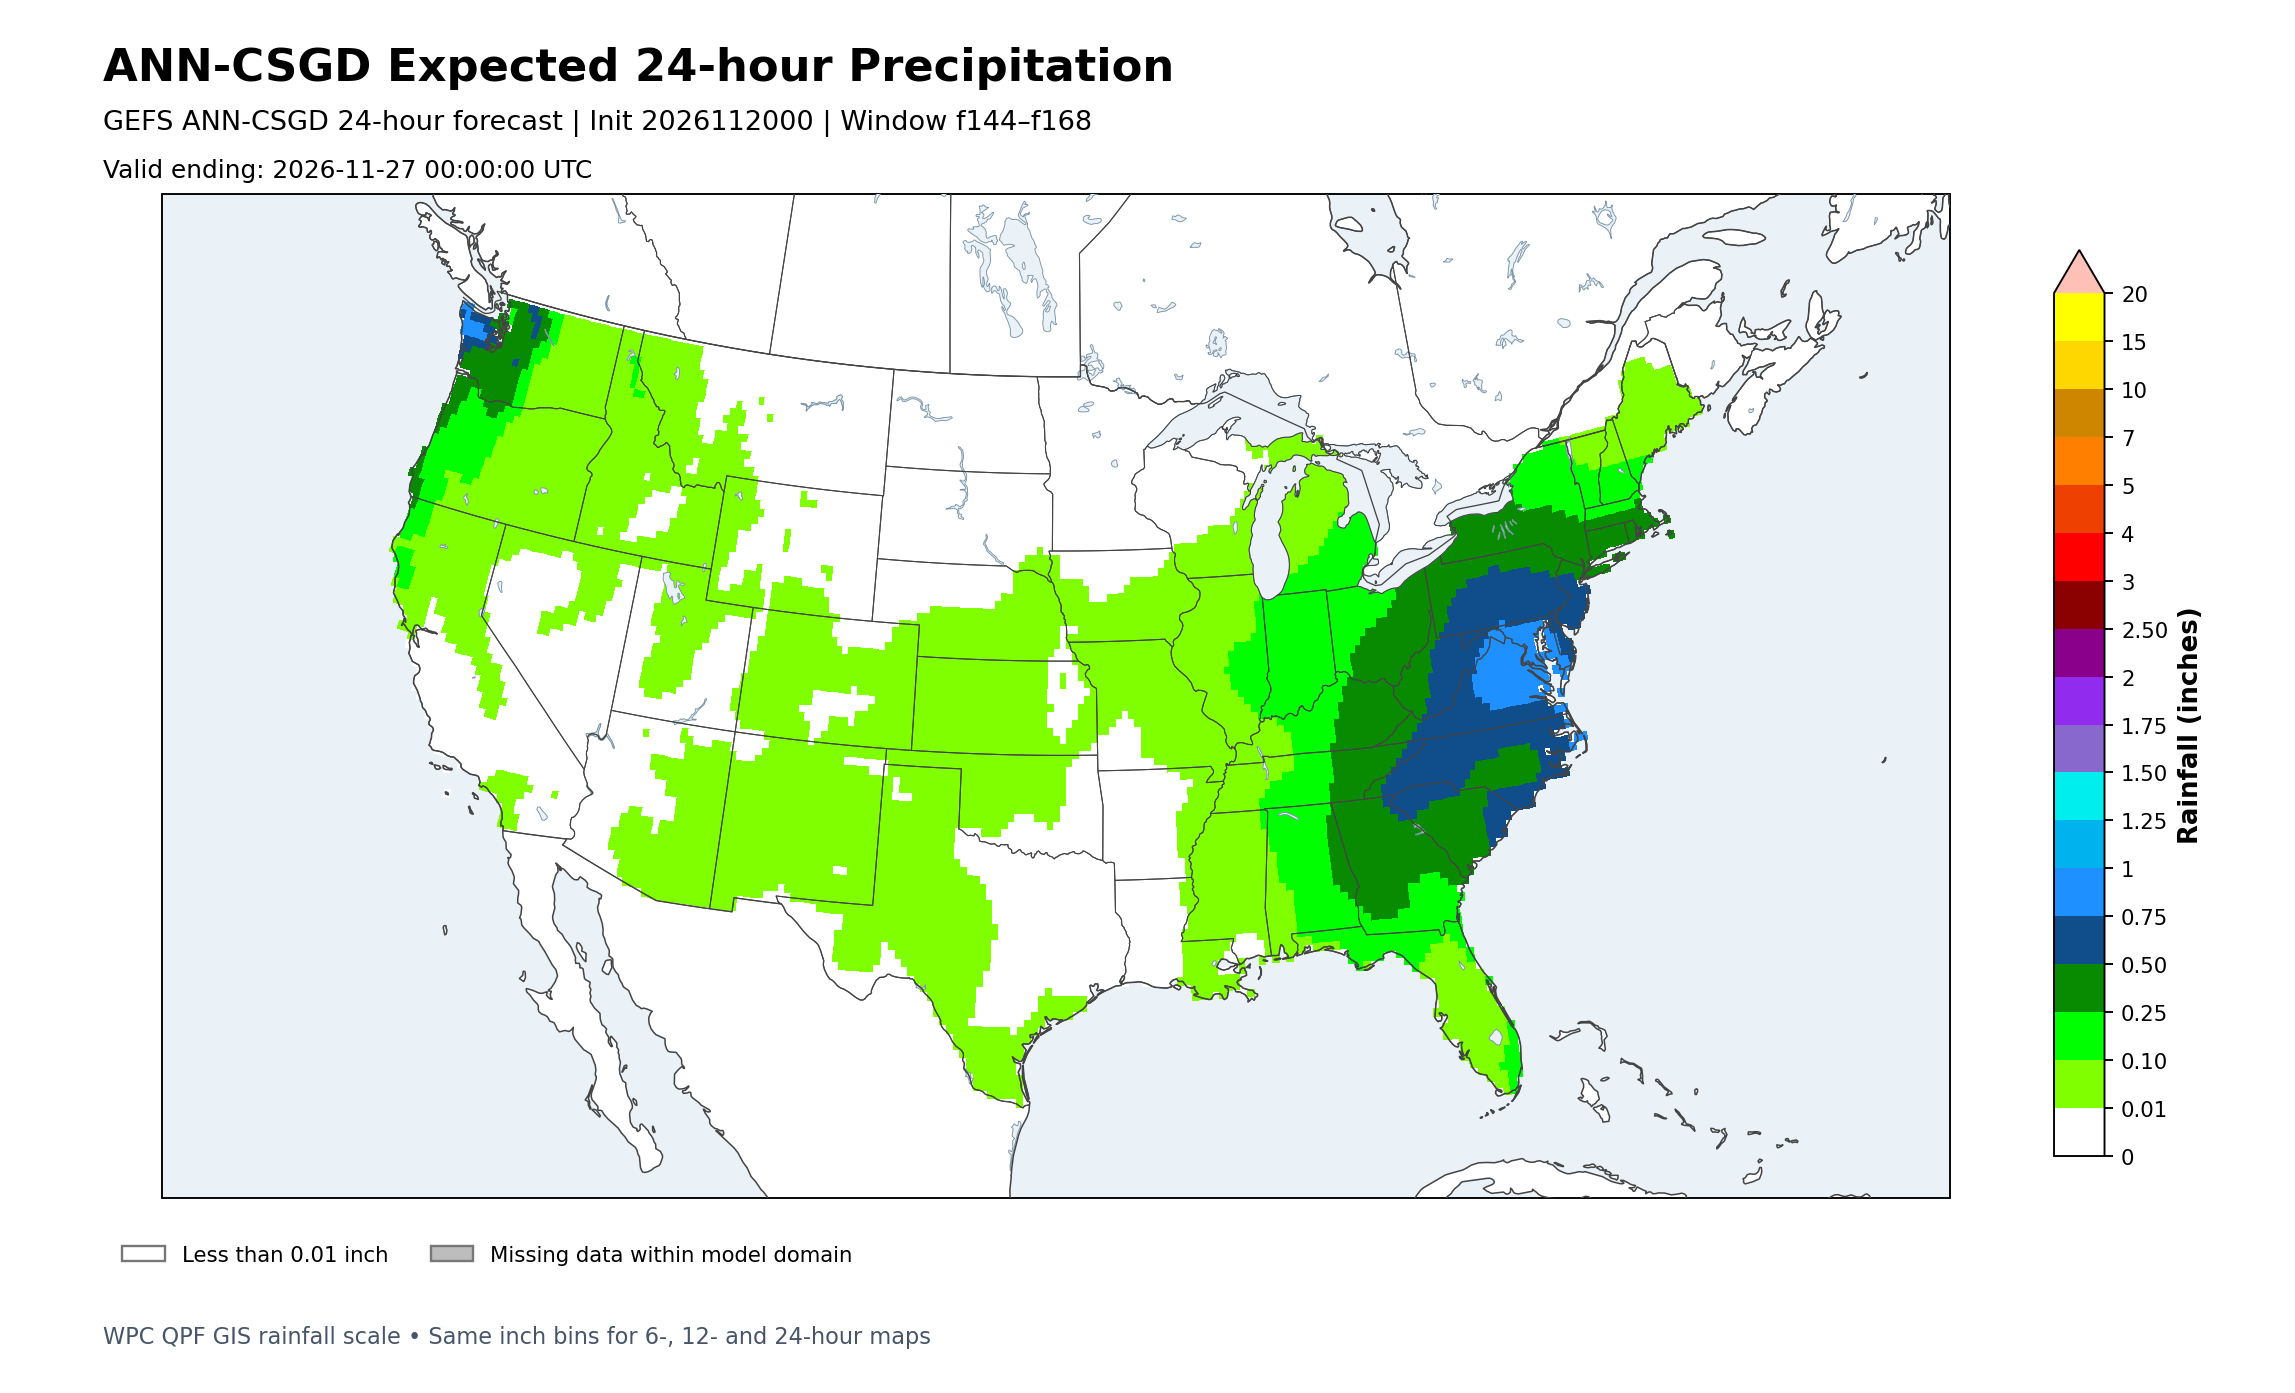 ANN-CSGD Expected 24-hour Precipitation
GEFS ANN-CSGD 24-hour forecast | Init 2026112000 | Window f144–f168
Valid ending: 2026-11-27 00:00:00 UTC
20
15
10
7
5
4
3
2.50
2
1.75
1.50
1.25
1
0.75
0.50
0.25
0.10
0.01
0
Rainfall (inches)
Less than 0.01 inch
Missing data within model domain
WPC QPF GIS rainfall scale • Same inch bins for 6-, 12- and 24-hour maps